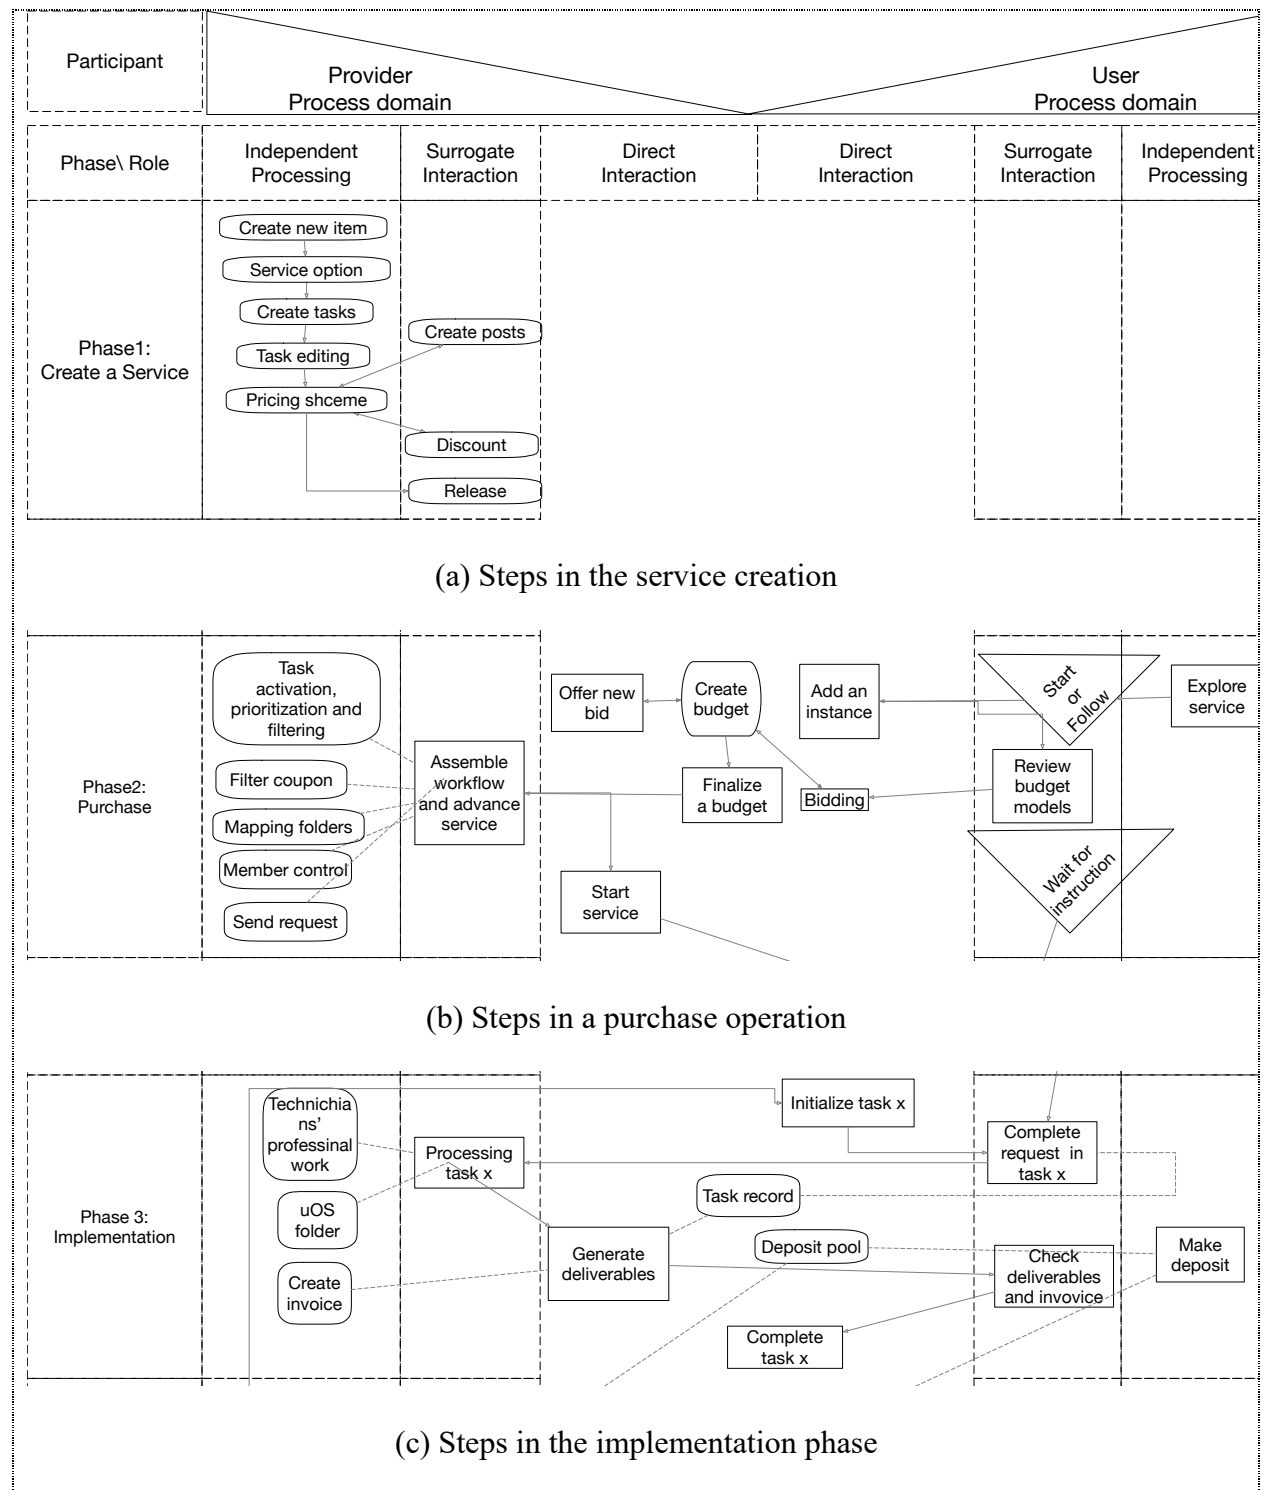 Participant
Provider
Process domain
User
Process domain
Phase\ Role
Independent
Processing
Surrogate
Interaction
Direct
Interaction
Direct
Interaction
Surrogate
Interaction
Independent
Processing
Phase1:
Create a Service
Create new item
Service option
Create tasks
Task editing
Pricing shceme
Create posts
Discount
Release
(a) Steps in the service creation
Phase2:
Purchase
Task
activation,
prioritization and
filtering
Filter coupon
Mapping folders
Member control
Send request
Assemble
workflow
and advance
service
Offer new
bid
Create
budget
Finalize
a budget
Start
service
Add an
instance
Bidding
Start
or
Follow
Review
budget
models
Wait for
instruction
Explore
service
(b) Steps in a purchase operation
Phase 3:
Implementation
Technichia
ns’
professinal
work
uOS
folder
Create
invoice
Processing
task x
Generate
deliverables
Task record
Deposit pool
Complete
task x
Initialize task x
Complete
request in
task x
Check
deliverables
and invovice
Make
deposit
(c) Steps in the implementation phase